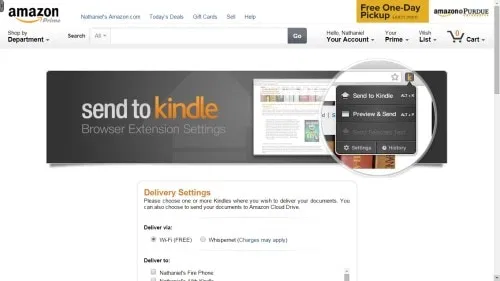 amazon
Prime
Nathaniel's Amazon.com Today's Deals Gift Cards Sell Help
Free One-Day
Pickup Learn more
amazon@PURDUE
Shop by
Department
Search All
Go
Hello, Nathaniel
Your Account
Your
Prime
Wish
List
0
Cart
send to kindle
Browser Extension Settings
Send to Kindle
Preview & Send
Settings
History
Delivery Settings
Please choose one or more Kindles where you wish to deliver your documents. You
can also choose to send your documents to Amazon Cloud Drive.
Deliver via:
Wi-Fi (FREE) Whispernet (Charges may apply)
Deliver to:
Nathaniel's Fire Phone